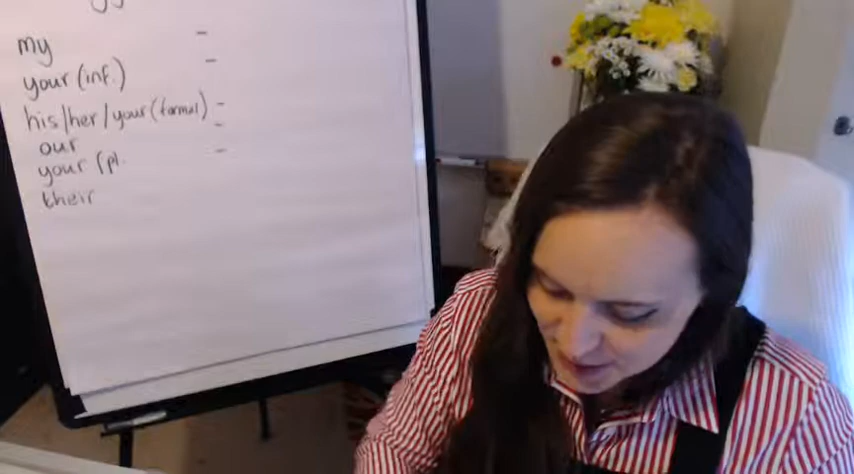 my -
your (inf.) -
his/her/your (formal) -
our -
your (pl. -
their